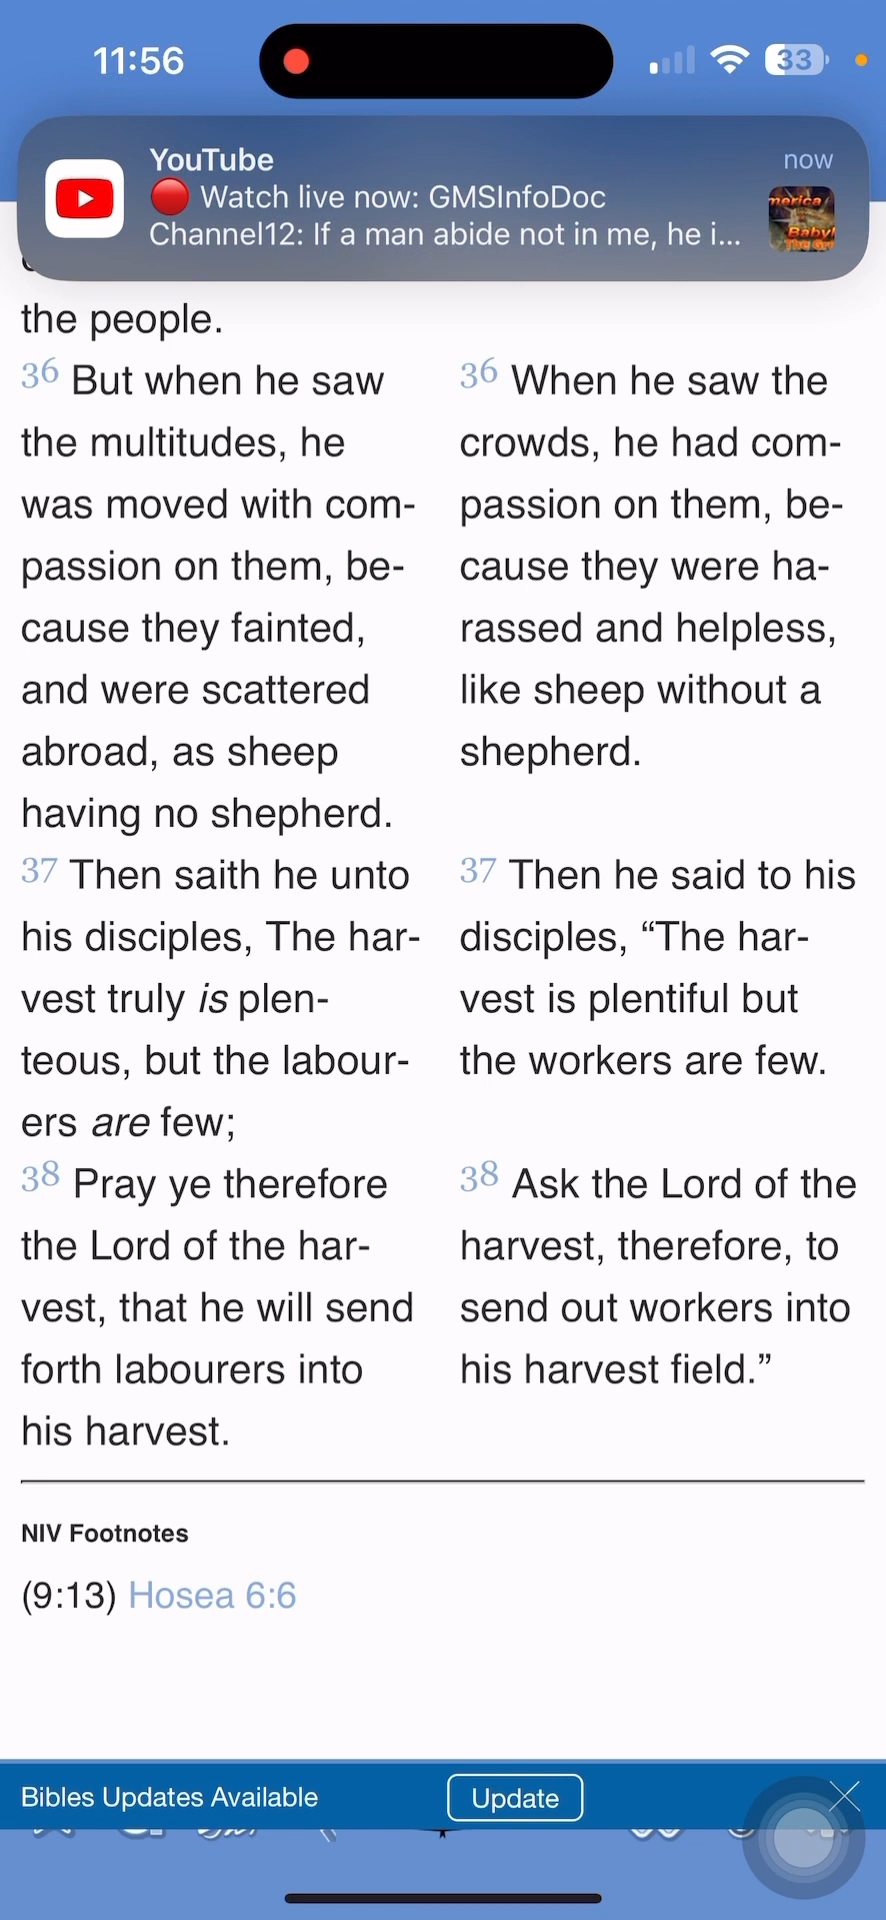 11:56
33
YouTube
now
🔴 Watch live now: GMSInfoDoc
Channel12: If a man abide not in me, he i...
merica
Babyl
The Gre
the people.
36 But when he saw
the multitudes, he
was moved with com-
passion on them, be-
cause they fainted,
and were scattered
abroad, as sheep
having no shepherd.
36 When he saw the
crowds, he had com-
passion on them, be-
cause they were ha-
rassed and helpless,
like sheep without a
shepherd.
37 Then saith he unto
his disciples, The har-
vest truly is plen-
teous, but the labour-
ers are few;
37 Then he said to his
disciples, “The har-
vest is plentiful but
the workers are few.
38 Pray ye therefore
the Lord of the har-
vest, that he will send
forth labourers into
his harvest.
38 Ask the Lord of the
harvest, therefore, to
send out workers into
his harvest field.”
NIV Footnotes
(9:13) Hosea 6:6
Bibles Updates Available
Update